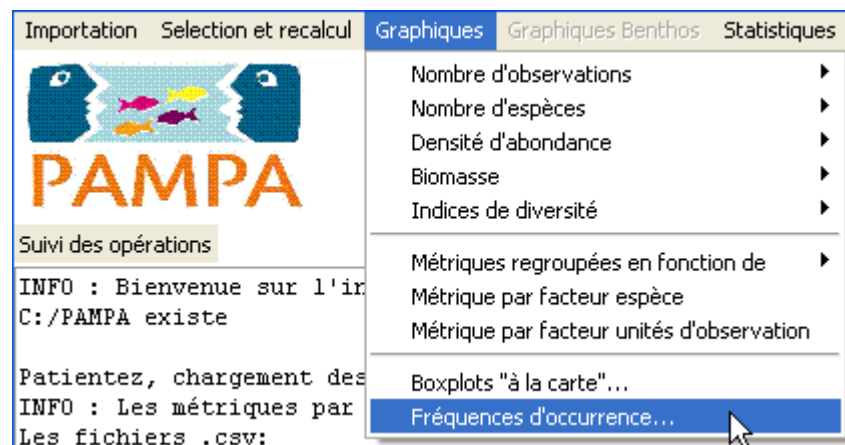 Importation Selection et recalcul Graphiques Graphiques Benthos Statistiques
PAMPA
Suivi des opérations
INFO : Bienvenue sur l'in
C:/PAMPA existe
Patientez, chargement des
INFO : Les métriques par
Les fichiers .csv:
Nombre d'observations
Nombre d'espèces
Densité d'abondance
Biomasse
Indices de diversité
Métriques regroupées en fonction de
Métrique par facteur espèce
Métrique par facteur unités d'observation
Boxplots "à la carte"...
Fréquences d'occurrence...